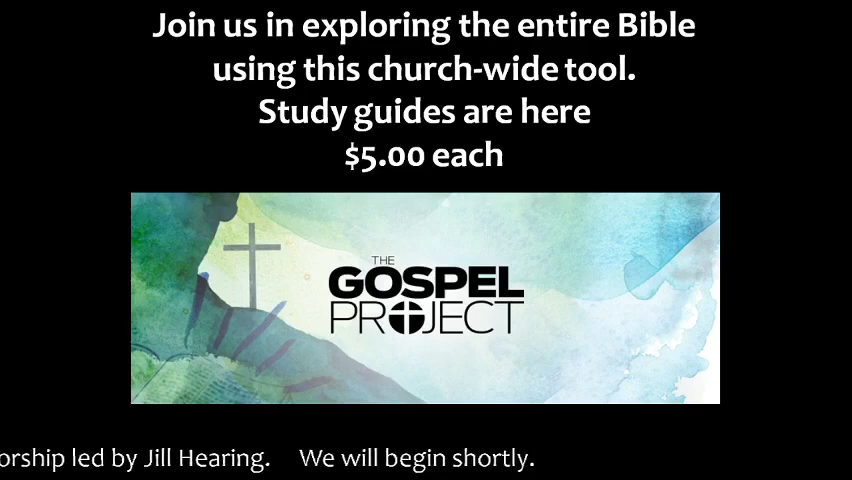 Join us in exploring the entire Bible
using this church-wide tool.
Study guides are here
$5.00 each
THE
GOSPEL
PROJECT
orship led by Jill Hearing. We will begin shortly.